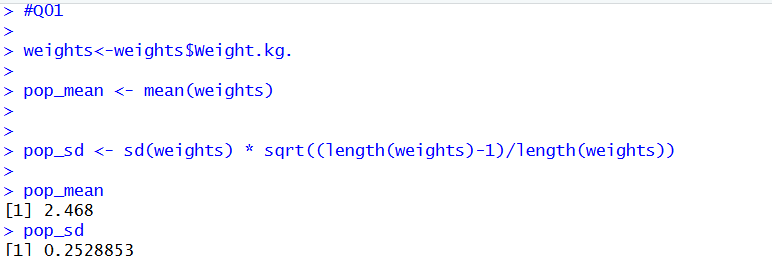 > #Q01
>
> weights<-weights$Weight.kg.
>
> pop_mean <- mean(weights)
>
>
> pop_sd <- sd(weights) * sqrt((length(weights)-1)/length(weights))
>
> pop_mean
[1] 2.468
> pop_sd
[1] 0.2528853